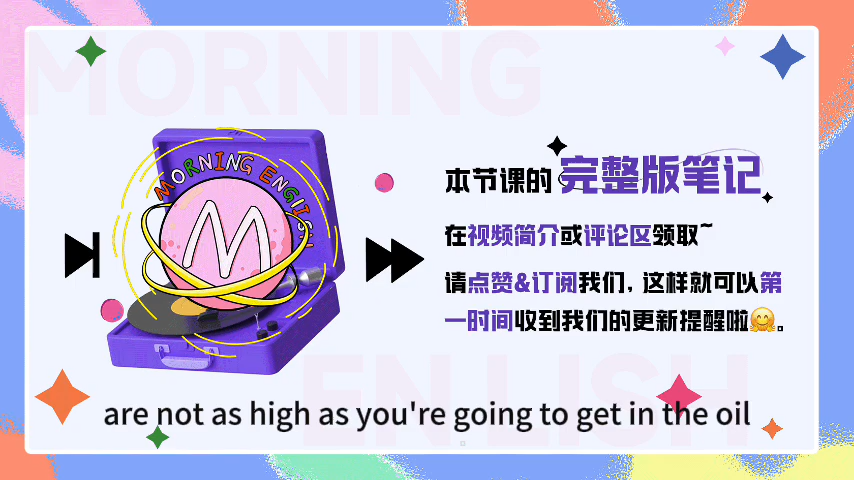 MORNING
MORNING ENGLISH
M
本节课的 完整版笔记
在视频简介或评论区领取~
请点赞&订阅我们，这样就可以第
一时间收到我们的更新提醒啦🤗。
EN LISH
are not as high as you're going to get in the oil